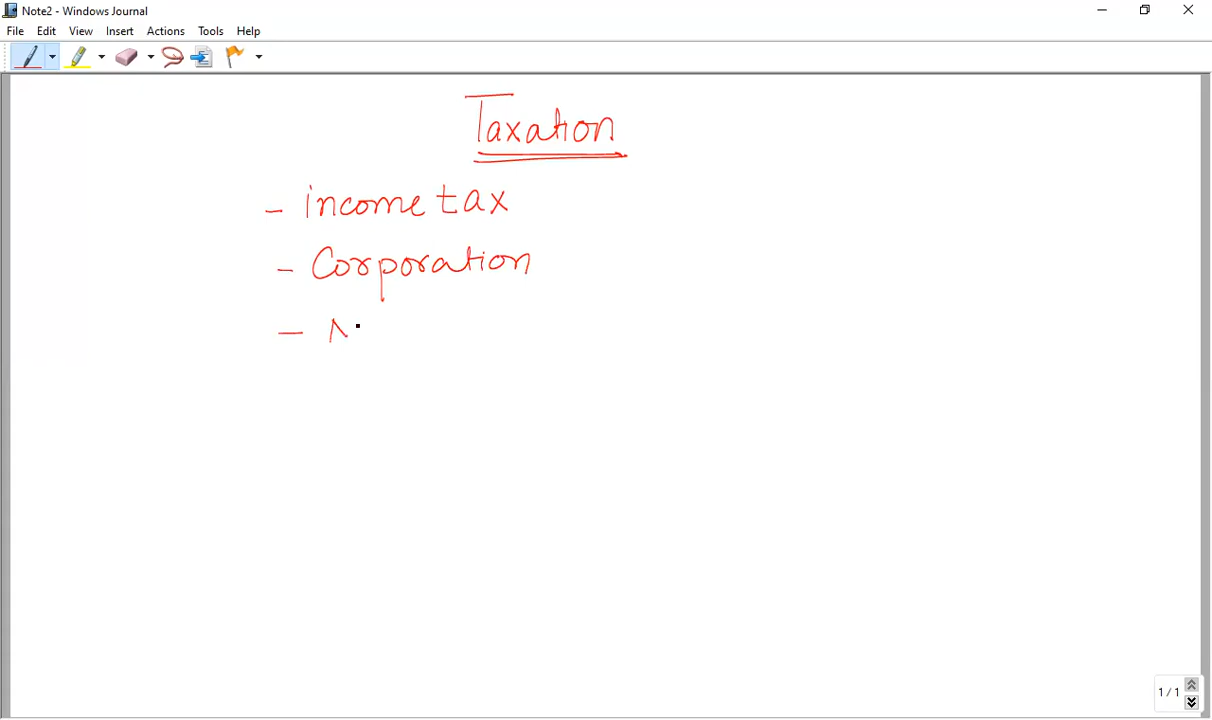 Note2 - Windows Journal
File Edit View Insert Actions Tools Help
Taxation
- income tax
- Corporation
-
1 / 1